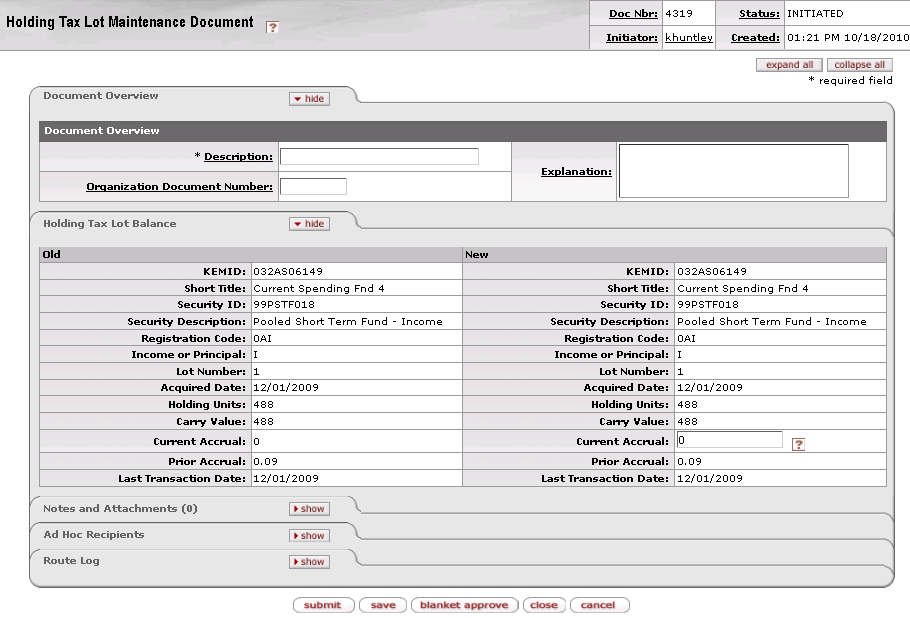 Holding Tax Lot Maintenance Document ?
Doc Nbr: 4319 Status: INITIATED
Initiator: khuntley Created: 01:21 PM 10/18/2010
expand all collapse all
* required field
Document Overview hide
Document Overview
* Description: Explanation:
Organization Document Number:
Holding Tax Lot Balance hide
Old New
KEMID: 032AS06149 KEMID: 032AS06149
Short Title: Current Spending Fnd 4 Short Title: Current Spending Fnd 4
Security ID: 99PSTF018 Security ID: 99PSTF018
Security Description: Pooled Short Term Fund - Income Security Description: Pooled Short Term Fund - Income
Registration Code: 0AI Registration Code: 0AI
Income or Principal: I Income or Principal: I
Lot Number: 1 Lot Number: 1
Acquired Date: 12/01/2009 Acquired Date: 12/01/2009
Holding Units: 488 Holding Units: 488
Carry Value: 488 Carry Value: 488
Current Accrual: 0 Current Accrual: 0 ?
Prior Accrual: 0.09 Prior Accrual: 0.09
Last Transaction Date: 12/01/2009 Last Transaction Date: 12/01/2009
Notes and Attachments (0) show
Ad Hoc Recipients show
Route Log show
submit save blanket approve close cancel